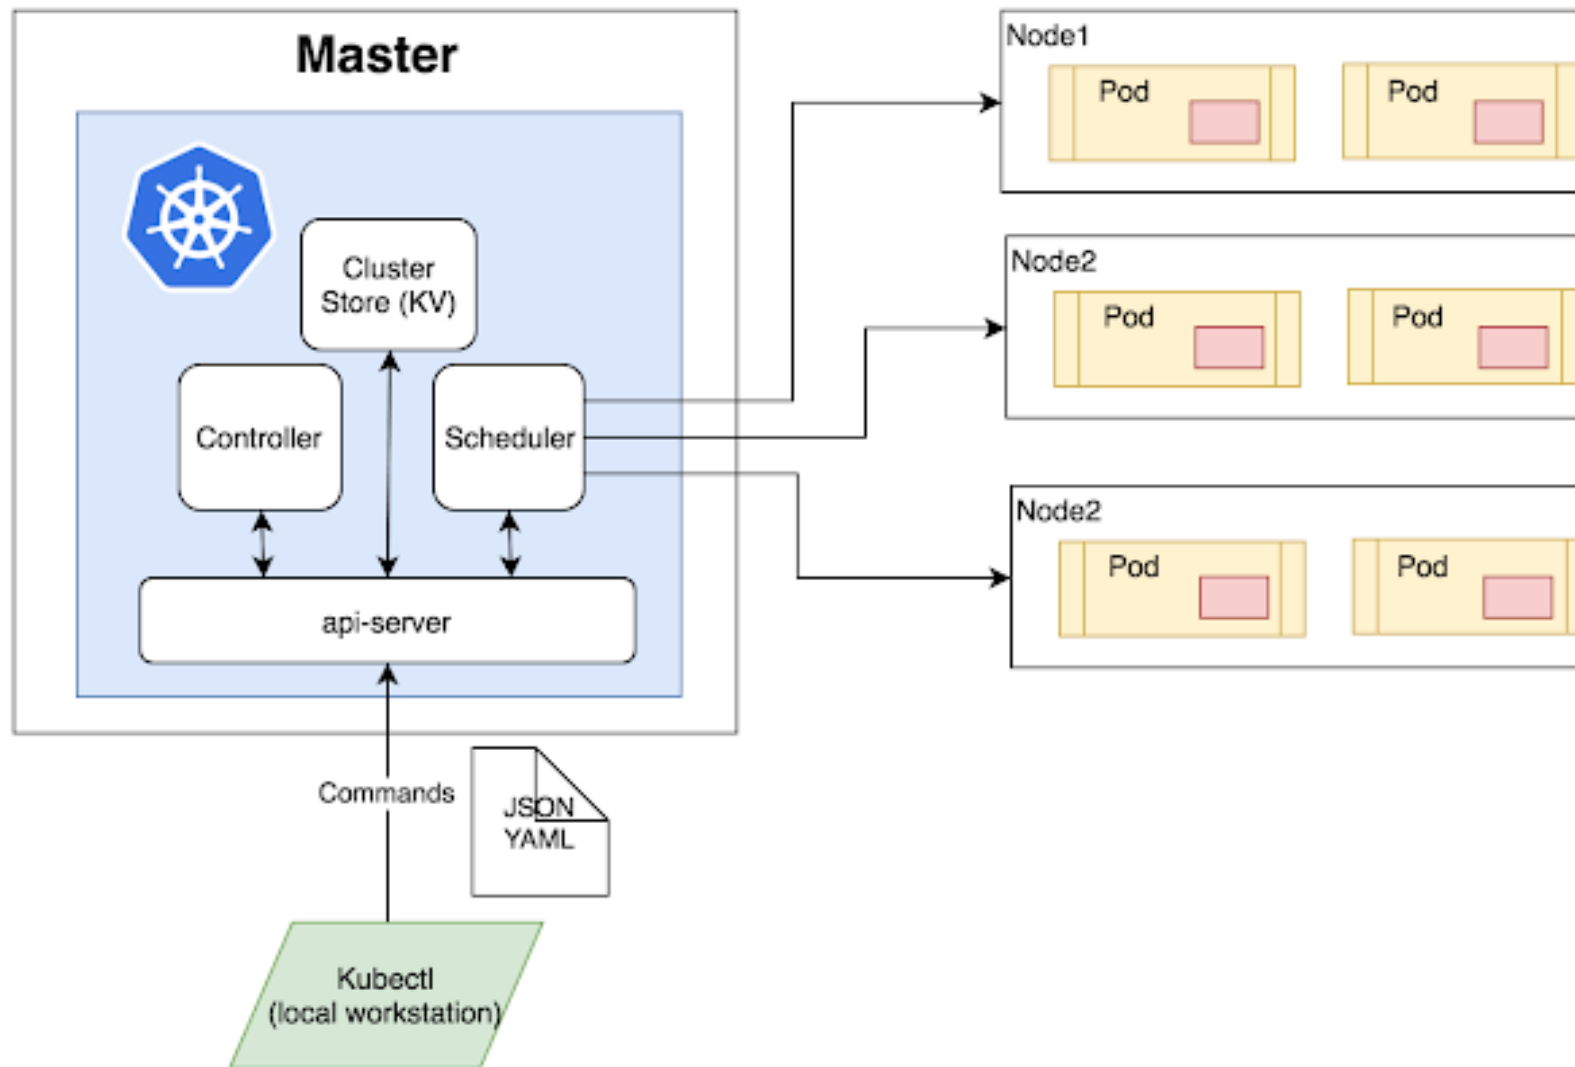 Master
Cluster
Store (KV)
Controller
Scheduler
api-server
Commands
JSON
YAML
Kubectl
(local workstation)
Node1
Pod
Pod
Node2
Pod
Pod
Node2
Pod
Pod